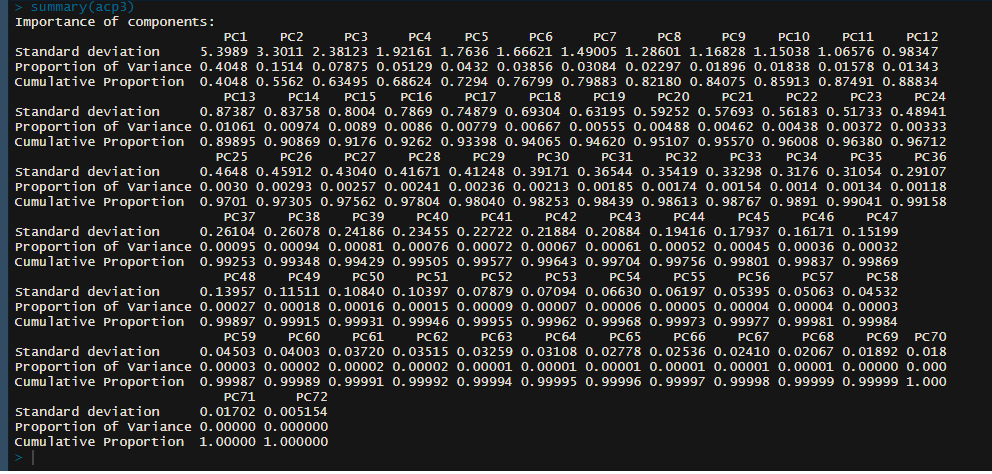 > summary(acp3)
Importance of components:
PC1 PC2 PC3 PC4 PC5 PC6 PC7 PC8 PC9 PC10 PC11 PC12
Standard deviation 5.3989 3.3011 2.38123 1.92161 1.7636 1.66621 1.49005 1.28601 1.16828 1.15038 1.06576 0.98347
Proportion of Variance 0.4048 0.1514 0.07875 0.05129 0.0432 0.03856 0.03084 0.02297 0.01896 0.01838 0.01578 0.01343
Cumulative Proportion 0.4048 0.5562 0.63495 0.68624 0.7294 0.76799 0.79883 0.82180 0.84075 0.85913 0.87491 0.88834
PC13 PC14 PC15 PC16 PC17 PC18 PC19 PC20 PC21 PC22 PC23 PC24
Standard deviation 0.87387 0.83758 0.8004 0.7869 0.74879 0.69304 0.63195 0.59252 0.57693 0.56183 0.51733 0.48941
Proportion of Variance 0.01061 0.00974 0.0089 0.0086 0.00779 0.00667 0.00555 0.00488 0.00462 0.00438 0.00372 0.00333
Cumulative Proportion 0.89895 0.90869 0.9176 0.9262 0.93398 0.94065 0.94620 0.95107 0.95570 0.96008 0.96380 0.96712
PC25 PC26 PC27 PC28 PC29 PC30 PC31 PC32 PC33 PC34 PC35 PC36
Standard deviation 0.4648 0.45912 0.43040 0.41671 0.41248 0.39171 0.36544 0.35419 0.33298 0.3176 0.31054 0.29107
Proportion of Variance 0.0030 0.00293 0.00257 0.00241 0.00236 0.00213 0.00185 0.00174 0.00154 0.0014 0.00134 0.00118
Cumulative Proportion 0.9701 0.97305 0.97562 0.97804 0.98040 0.98253 0.98439 0.98613 0.98767 0.9891 0.99041 0.99158
PC37 PC38 PC39 PC40 PC41 PC42 PC43 PC44 PC45 PC46 PC47
Standard deviation 0.26104 0.26078 0.24186 0.23455 0.22722 0.21884 0.20884 0.19416 0.17937 0.16171 0.15199
Proportion of Variance 0.00095 0.00094 0.00081 0.00076 0.00072 0.00067 0.00061 0.00052 0.00045 0.00036 0.00032
Cumulative Proportion 0.99253 0.99348 0.99429 0.99505 0.99577 0.99643 0.99704 0.99756 0.99801 0.99837 0.99869
PC48 PC49 PC50 PC51 PC52 PC53 PC54 PC55 PC56 PC57 PC58
Standard deviation 0.13957 0.11511 0.10840 0.10397 0.07879 0.07094 0.06630 0.06197 0.05395 0.05063 0.04532
Proportion of Variance 0.00027 0.00018 0.00016 0.00015 0.00009 0.00007 0.00006 0.00005 0.00004 0.00004 0.00003
Cumulative Proportion 0.99897 0.99915 0.99931 0.99946 0.99955 0.99962 0.99968 0.99973 0.99977 0.99981 0.99984
PC59 PC60 PC61 PC62 PC63 PC64 PC65 PC66 PC67 PC68 PC69 PC70
Standard deviation 0.04503 0.04003 0.03720 0.03515 0.03259 0.03108 0.02778 0.02536 0.02410 0.02067 0.01892 0.018
Proportion of Variance 0.00003 0.00002 0.00002 0.00002 0.00001 0.00001 0.00001 0.00001 0.00001 0.00001 0.00000 0.000
Cumulative Proportion 0.99987 0.99989 0.99991 0.99992 0.99994 0.99995 0.99996 0.99997 0.99998 0.99999 0.99999 1.000
PC71 PC72
Standard deviation 0.01702 0.005154
Proportion of Variance 0.00000 0.000000
Cumulative Proportion 1.00000 1.000000
>